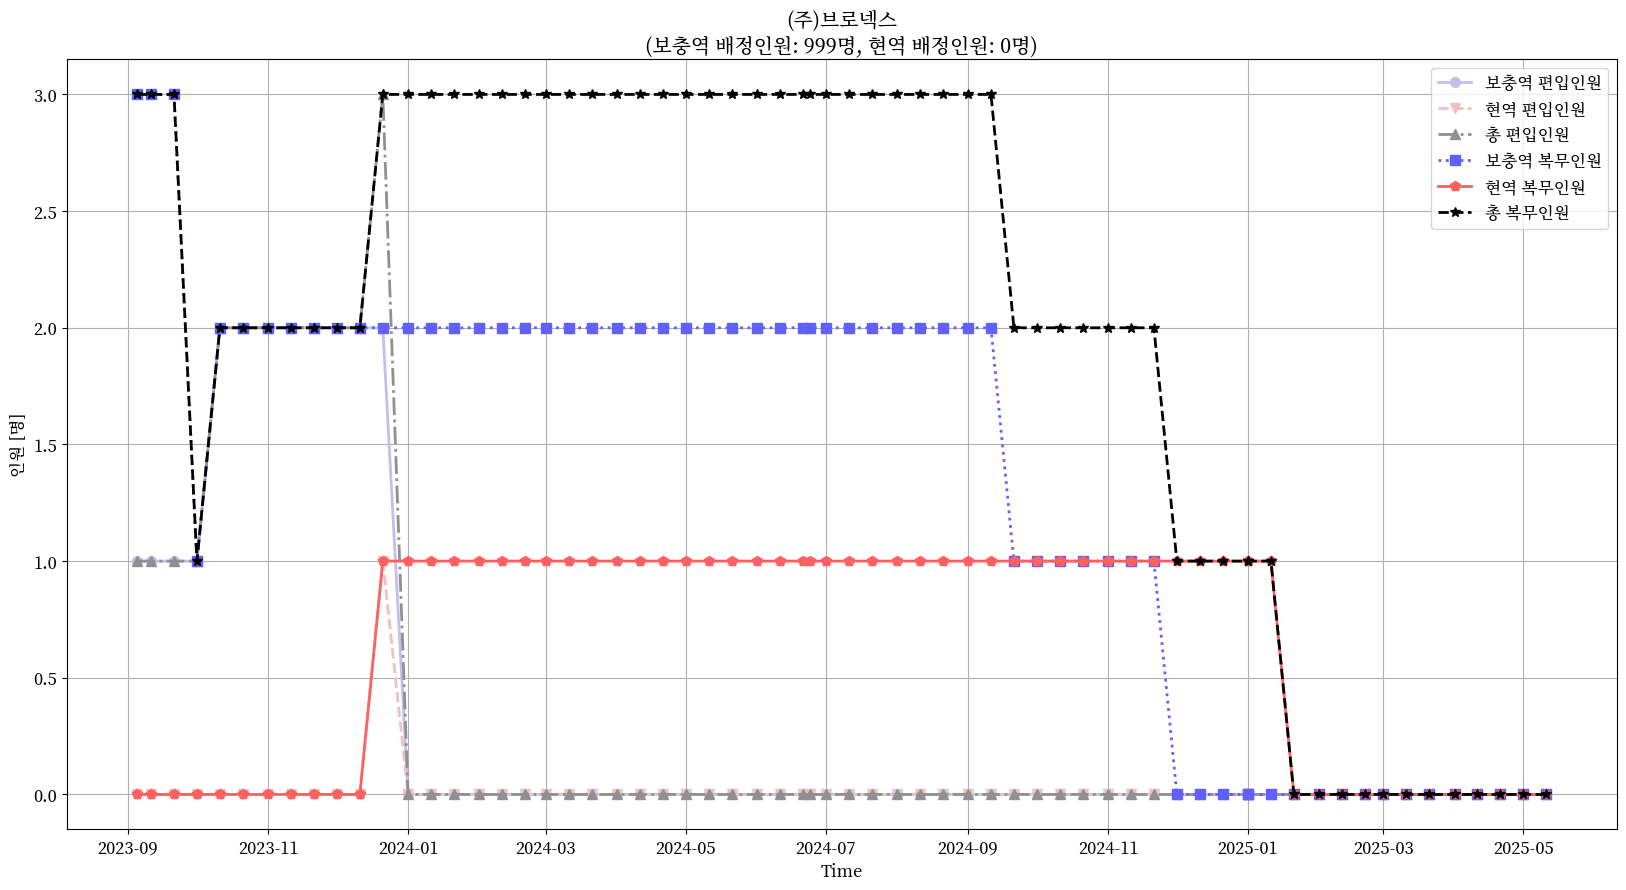 (주)브로넥스
(보충역 배정인원: 999명, 현역 배정인원: 0명)
보충역 편입인원
현역 편입인원
총 편입인원
보충역 복무인원
현역 복무인원
총 복무인원
인원 [명]
3.0
2.5
2.0
1.5
1.0
0.5
0.0
2023-09 2023-11 2024-01 2024-03 2024-05 2024-07 2024-09 2024-11 2025-01 2025-03 2025-05
Time